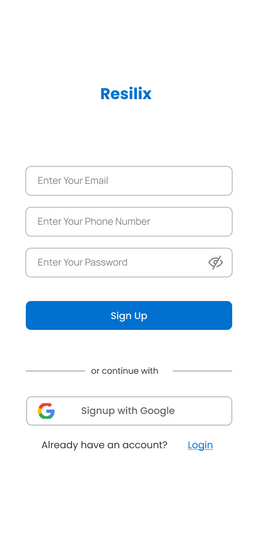 Resilix
Enter Your Email
Enter Your Phone Number
Enter Your Password
Sign Up
or continue with
Signup with Google
Already have an account? Login